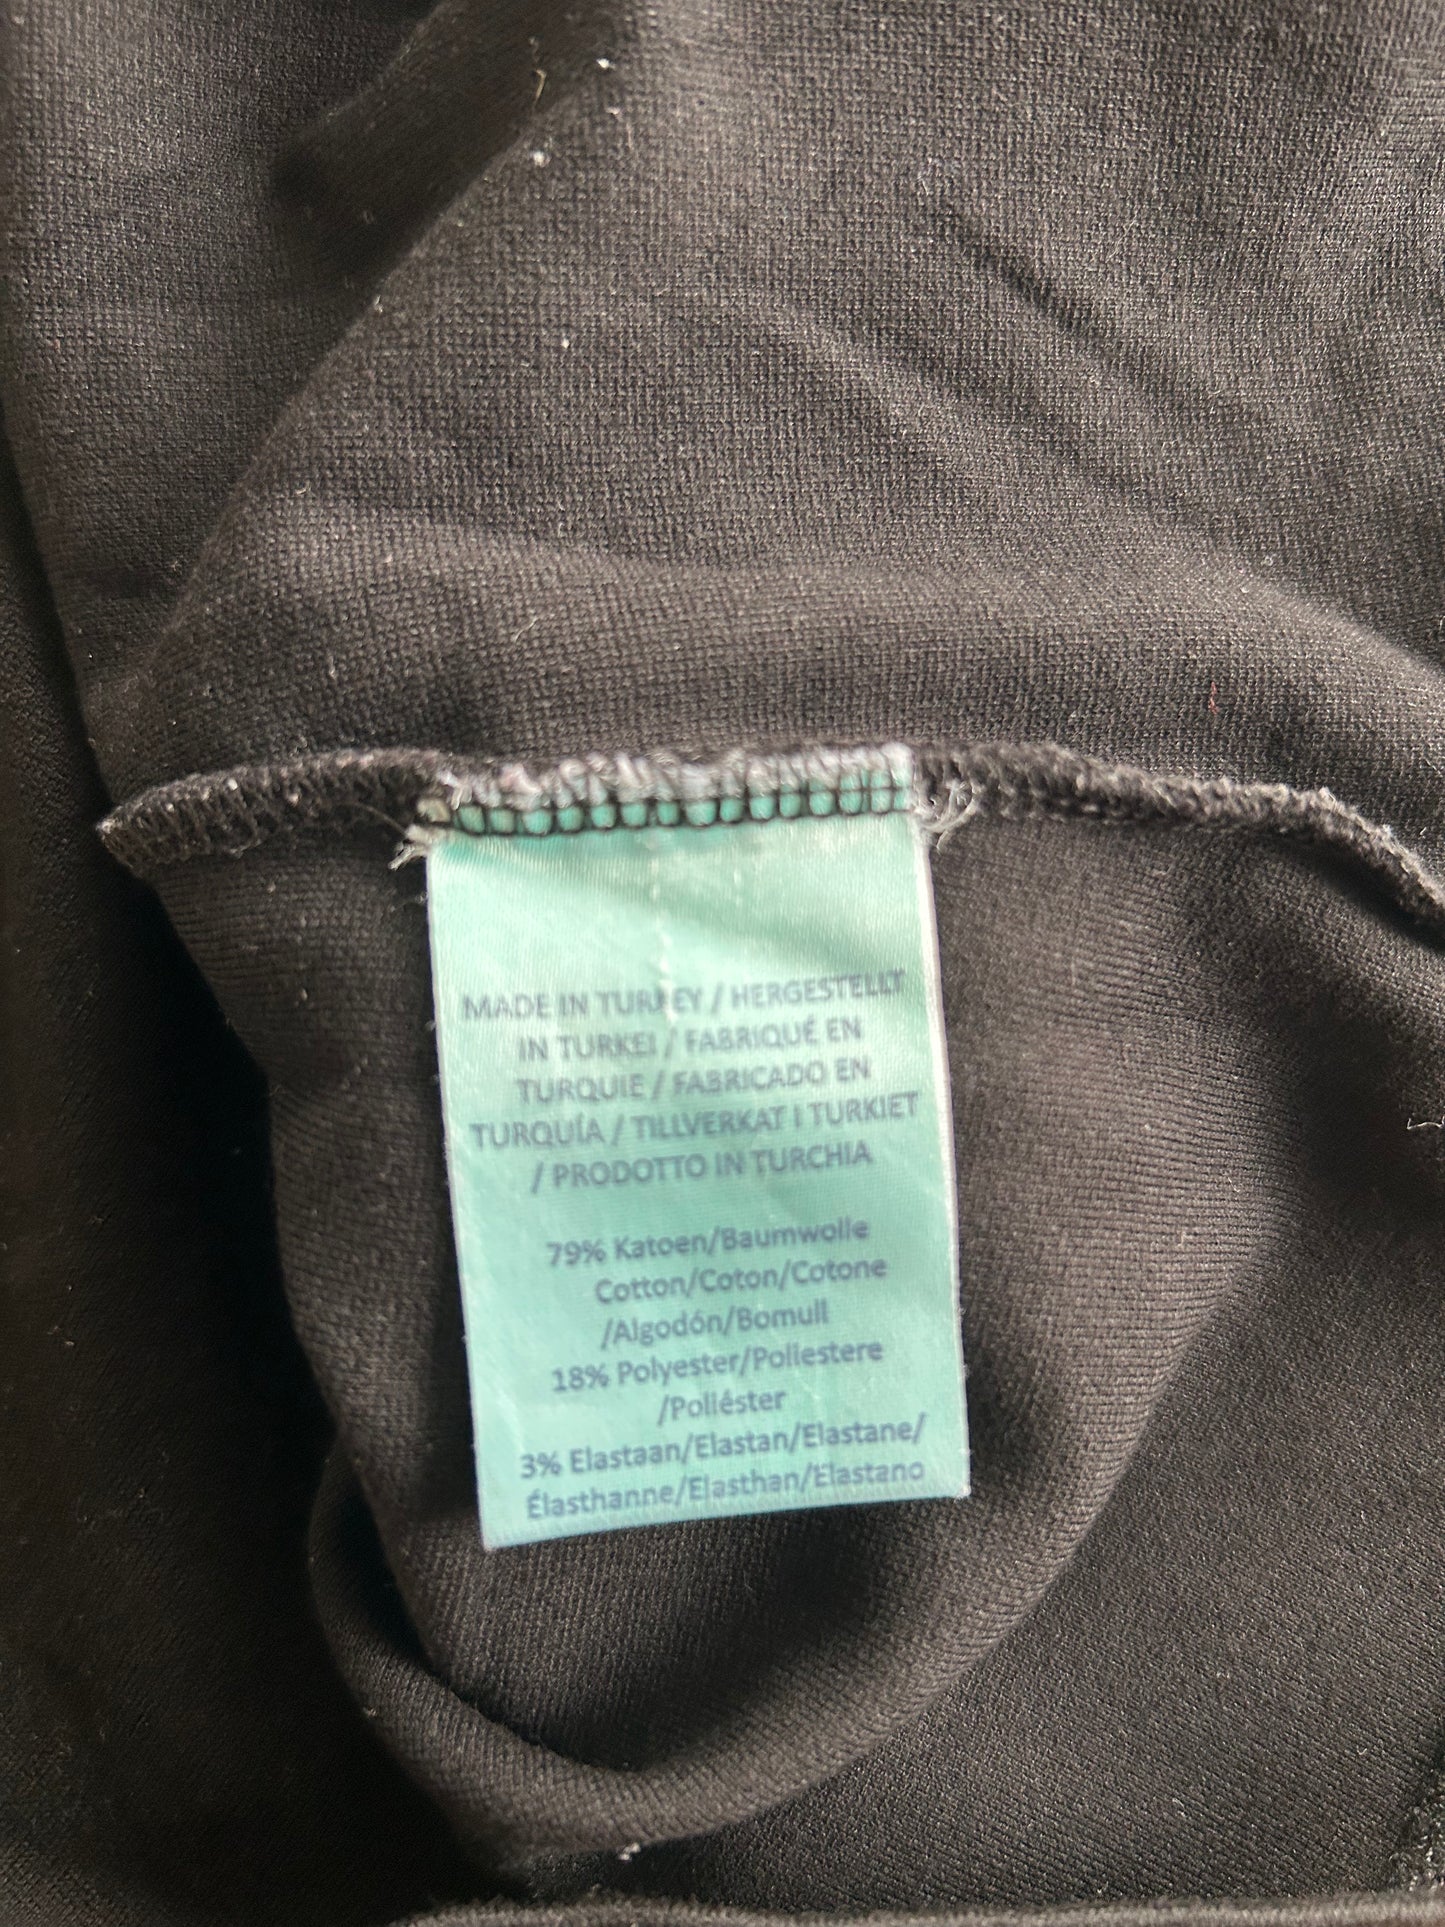 MADE IN TURKEY / HERGESTELLT
IN TURKEI / FABRIQUÉ EN
TURQUIE / FABRICADO EN
TURQUÍA / TILLVERKAT I TURKIET
/ PRODOTTO IN TURCHIA
79% Katoen/Baumwolle
Cotton/Coton/Cotone
/Algodón/Bomull
18% Polyester/Poliestere
/Poliéster
3% Elastaan/Elastan/Elastane/
Élasthanne/Elasthan/Elastano